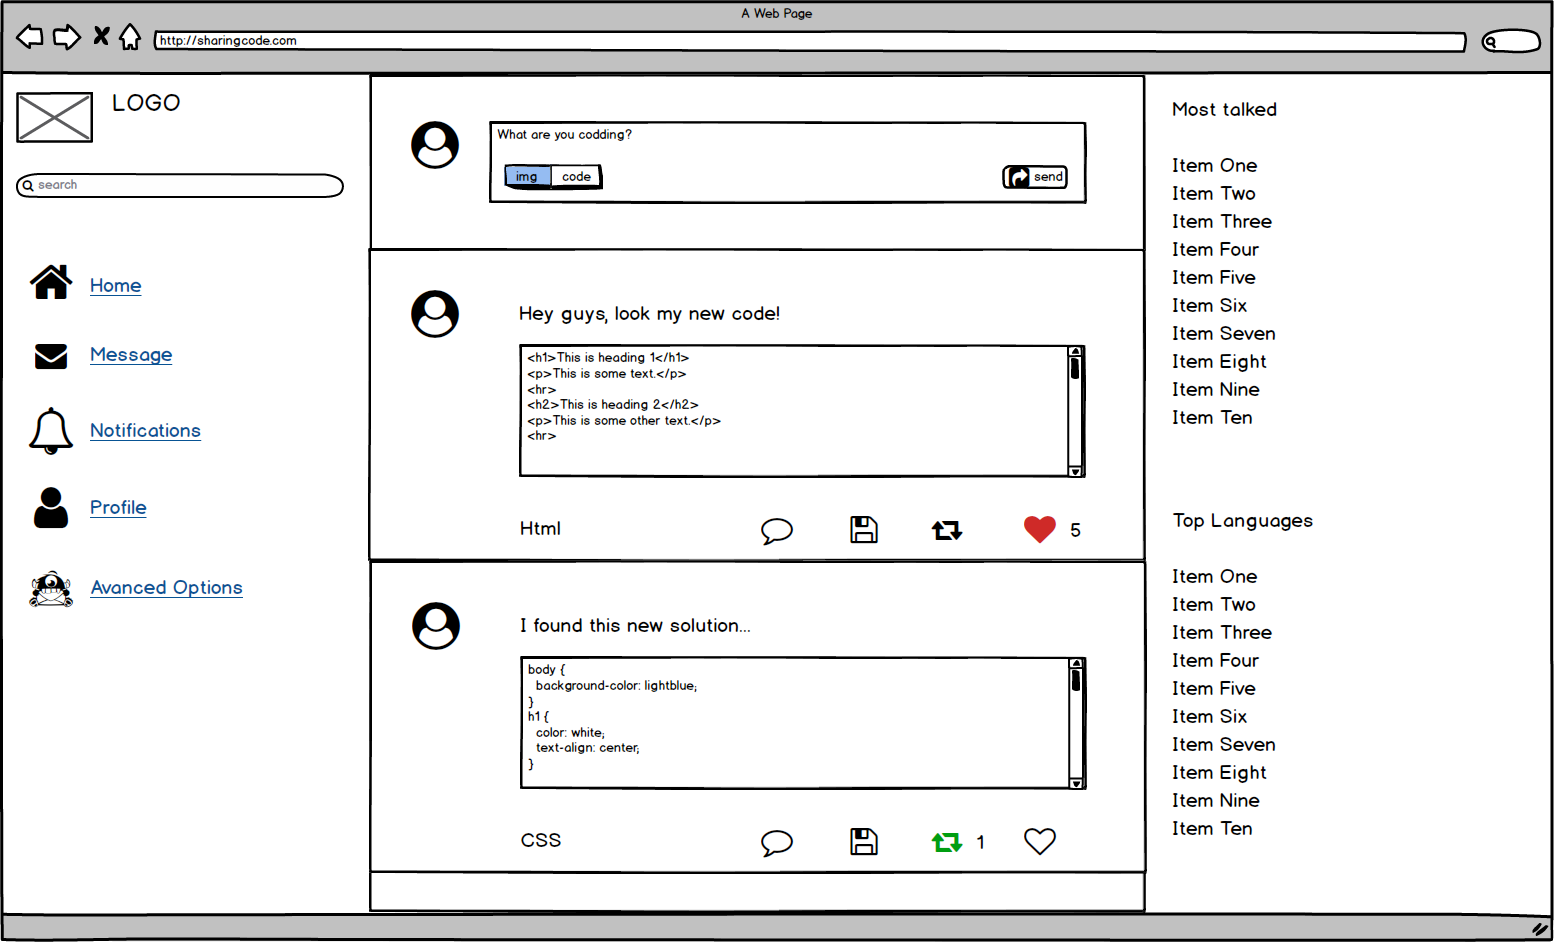 A Web Page
http://sharingcode.com
LOGO
search
Home
Message
Notifications
Profile
Avanced Options
What are you codding?
img
code
send
Hey guys, look my new code!
<h1>This is heading 1</h1>
<p>This is some text.</p>
<hr>
<h2>This is heading 2</h2>
<p>This is some other text.</p>
<hr>
Html
5
I found this new solution...
body {
background-color: lightblue;
}
h1 {
color: white;
text-align: center;
}
CSS
1
Most talked
Item One
Item Two
Item Three
Item Four
Item Five
Item Six
Item Seven
Item Eight
Item Nine
Item Ten
Top Languages
Item One
Item Two
Item Three
Item Four
Item Five
Item Six
Item Seven
Item Eight
Item Nine
Item Ten